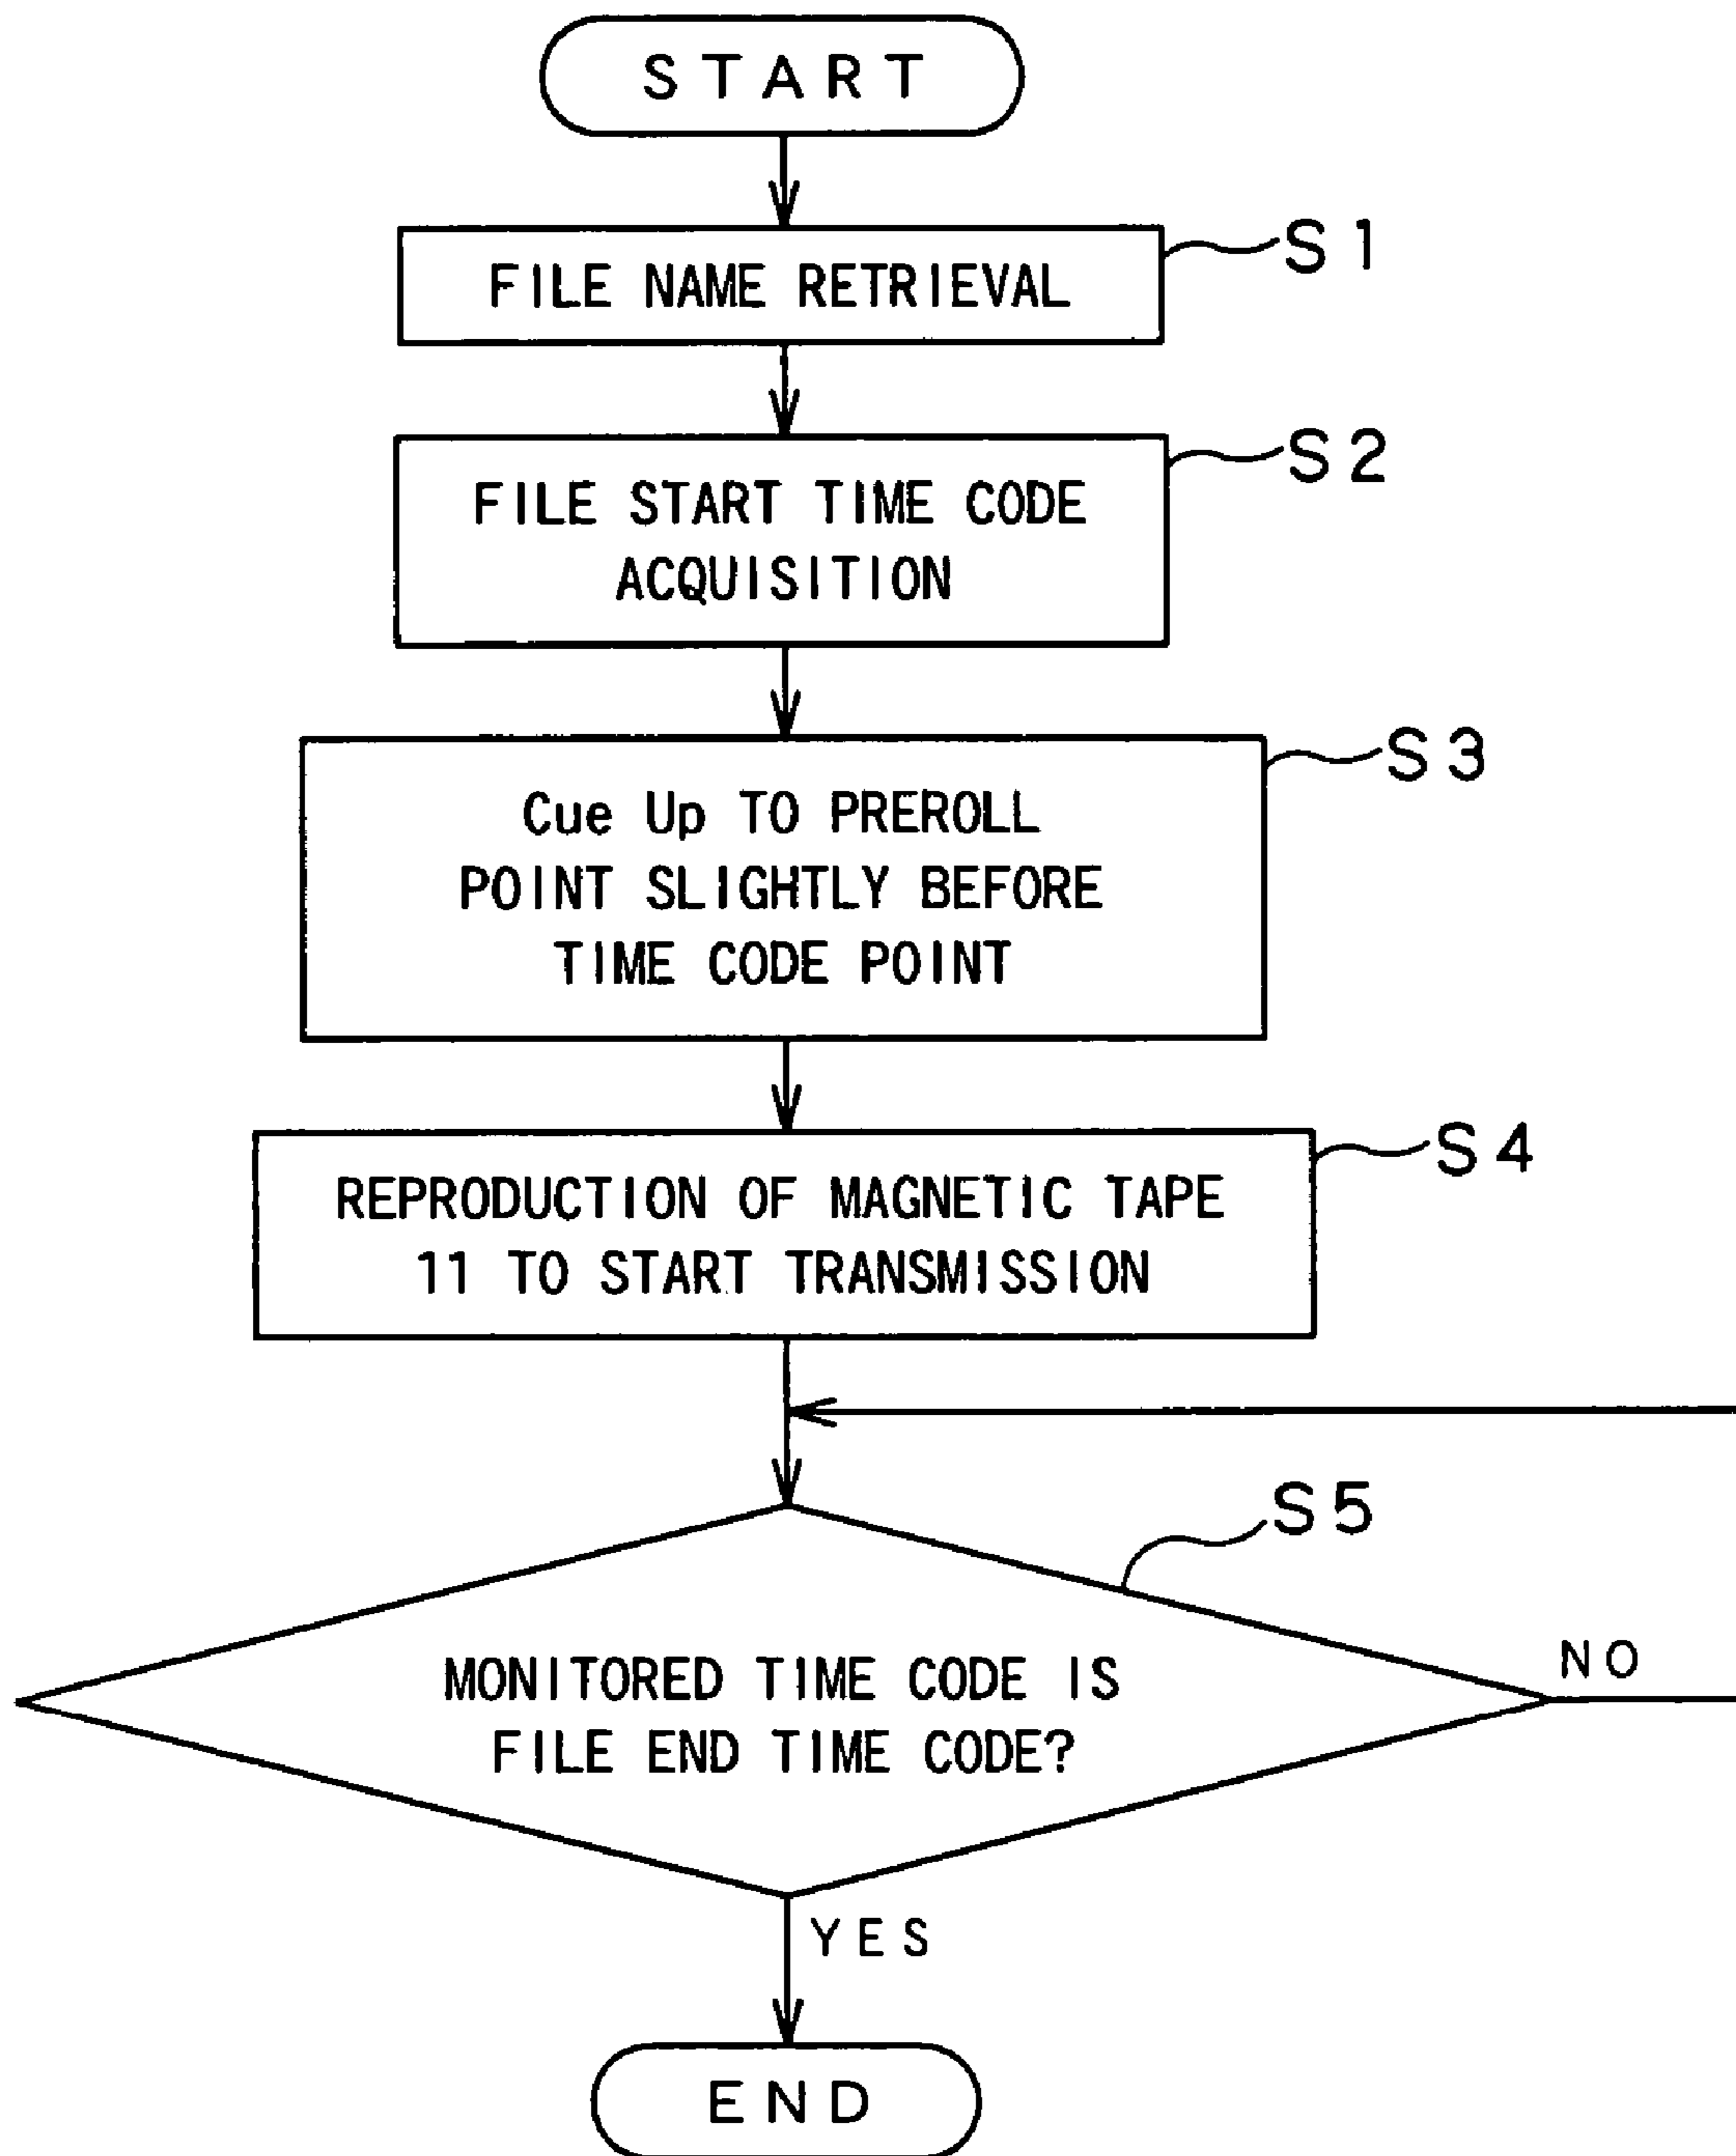 START
FILE NAME RETRIEVAL
S1
FILE START TIME CODE
ACQUISITION
S2
Cue Up TO PREROLL
POINT SLIGHTLY BEFORE
TIME CODE POINT
S3
REPRODUCTION OF MAGNETIC TAPE
11 TO START TRANSMISSION
S4
MONITORED TIME CODE IS
FILE END TIME CODE?
S5
NO
YES
END